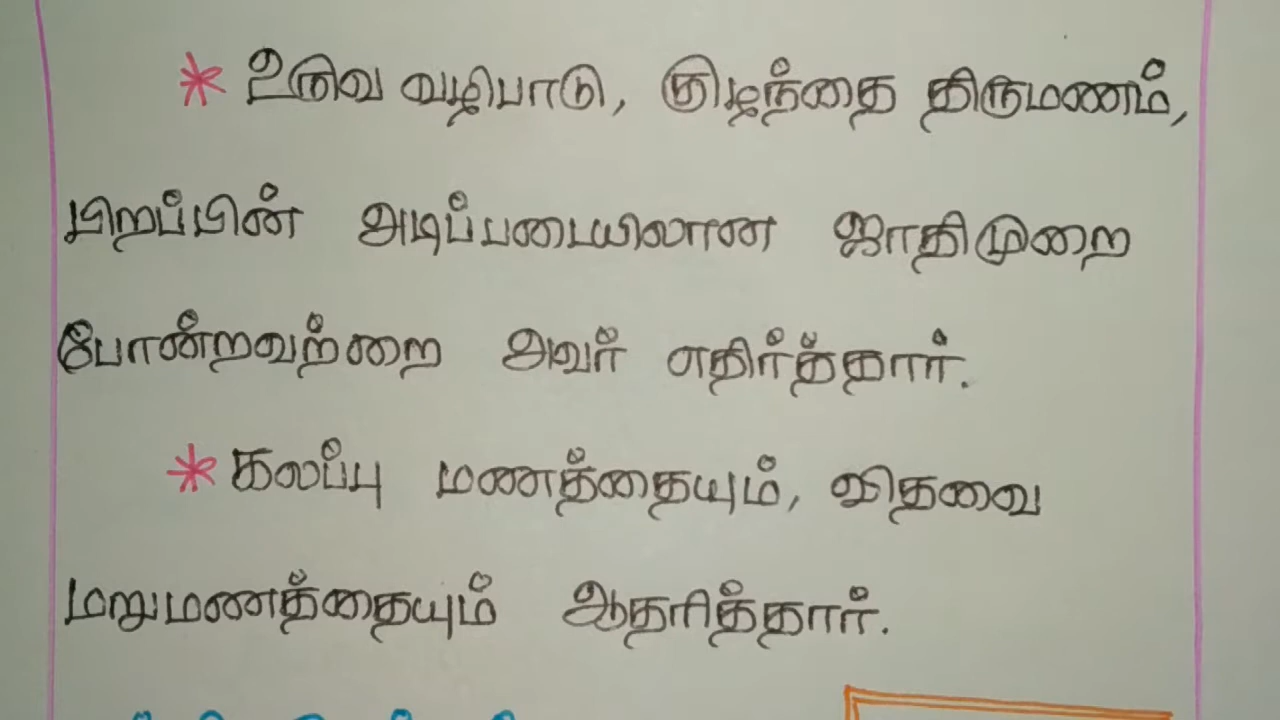 * உருவ வழிபாடு, குழந்தை திருமணம்,
பிறப்பின் அடிப்படையிலான ஜாதிமுறை
போன்றவற்றை அவர் எதிர்த்தார்.
* கலப்பு மணத்தையும், விதவை
மறுமணத்தையும் ஆதரித்தார்.